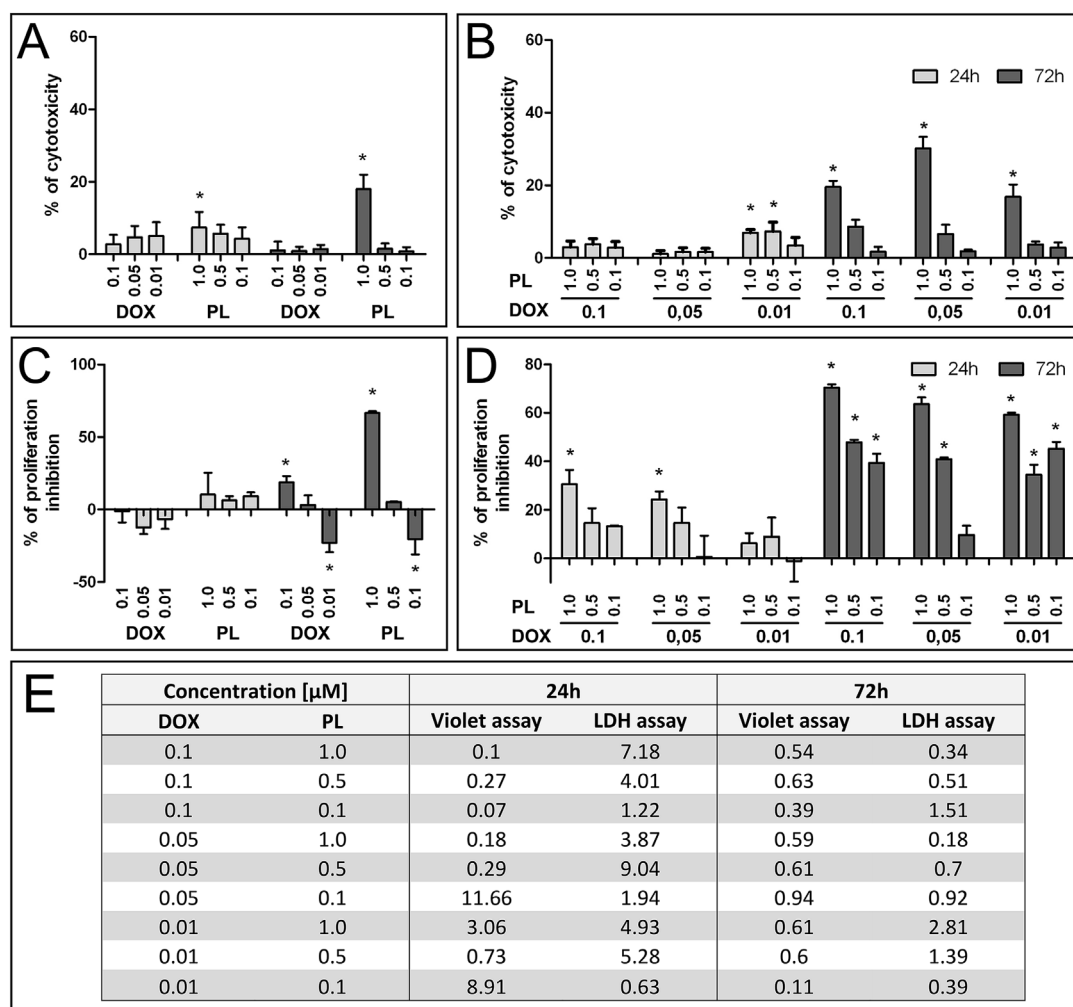 A
% of cytotoxicity
60
40
20
0
0.1 0.05 0.01 1.0 0.5 0.1 0.1 0.05 0.01 1.0 0.5 0.1
DOX PL DOX PL
* *
B
% of cytotoxicity
60
40
20
0
24h 72h
* * * * *
PL 1.0 0.5 0.1 1.0 0.5 0.1 1.0 0.5 0.1 1.0 0.5 0.1 1.0 0.5 0.1 1.0 0.5 0.1
DOX 0.1 0,05 0.01 0.1 0,05 0.01
C
% of proliferation
inhibition
100
50
0
-50
* * * *
0.1 0.05 0.01 1.0 0.5 0.1 0.1 0.05 0.01 1.0 0.5 0.1
DOX PL DOX PL
D
% of proliferation
inhibition
80
60
40
20
0
24h 72h
* * * * * * * * * *
PL 1.0 0.5 0.1 1.0 0.5 0.1 1.0 0.5 0.1 1.0 0.5 0.1 1.0 0.5 0.1 1.0 0.5 0.1
DOX 0.1 0,05 0.01 0.1 0,05 0.01
E
Concentration [µM] 24h 72h
DOX PL Violet assay LDH assay Violet assay LDH assay
0.1 1.0 0.1 7.18 0.54 0.34
0.1 0.5 0.27 4.01 0.63 0.51
0.1 0.1 0.07 1.22 0.39 1.51
0.05 1.0 0.18 3.87 0.59 0.18
0.05 0.5 0.29 9.04 0.61 0.7
0.05 0.1 11.66 1.94 0.94 0.92
0.01 1.0 3.06 4.93 0.61 2.81
0.01 0.5 0.73 5.28 0.6 1.39
0.01 0.1 8.91 0.63 0.11 0.39